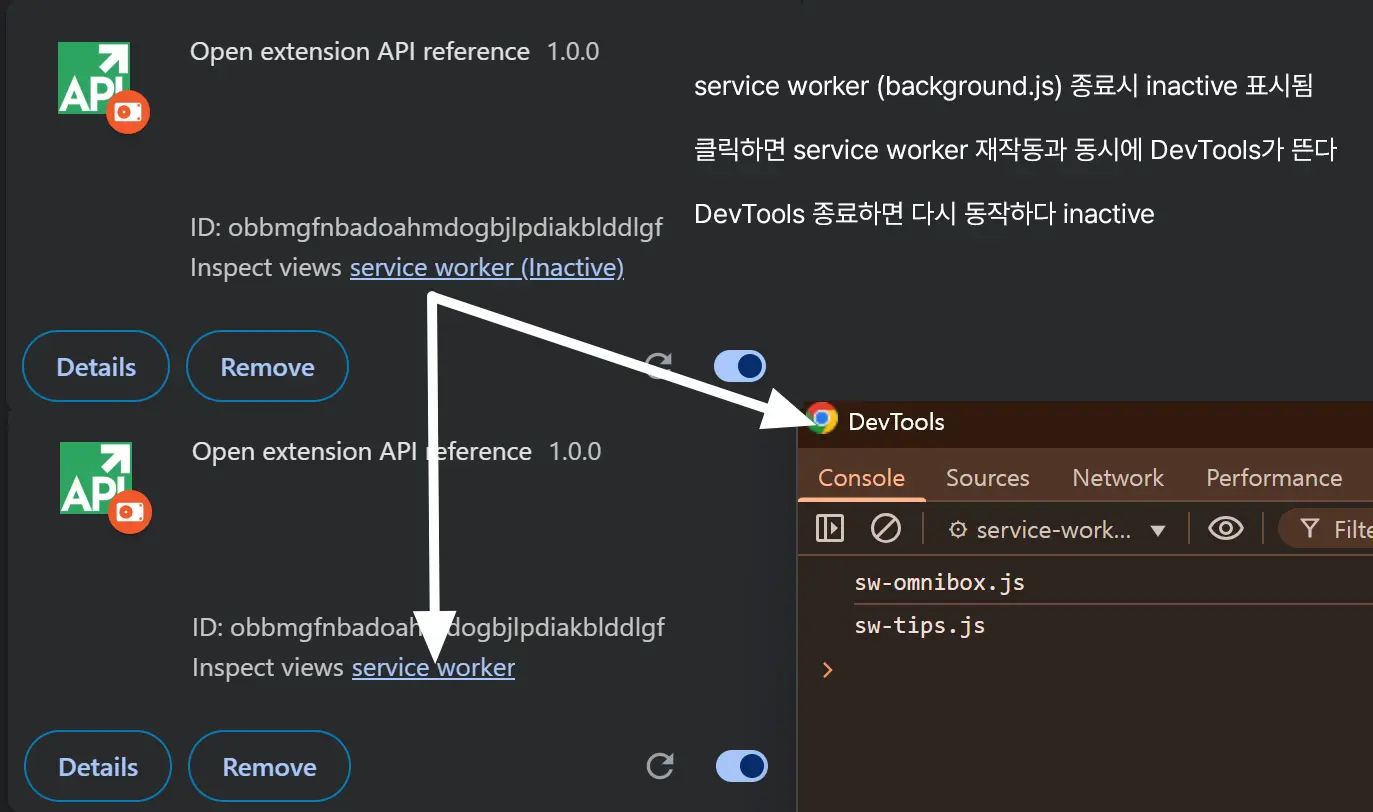 API
Open extension API reference 1.0.0
service worker (background.js) 종료시 inactive 표시됨
클릭하면 service worker 재작동과 동시에 DevTools가 뜬다
DevTools 종료하면 다시 동작하다 inactive
ID: obbmgfnbadoahmdogbjlpdiakblddlgf
Inspect views service worker (Inactive)
Details Remove
API
Open extension API reference 1.0.0
ID: obbmgfnbadoahmdogbjlpdiakblddlgf
Inspect views service worker
Details Remove
DevTools
Console Sources Network Performance
service-work... Filte
sw-omnibox.js
sw-tips.js